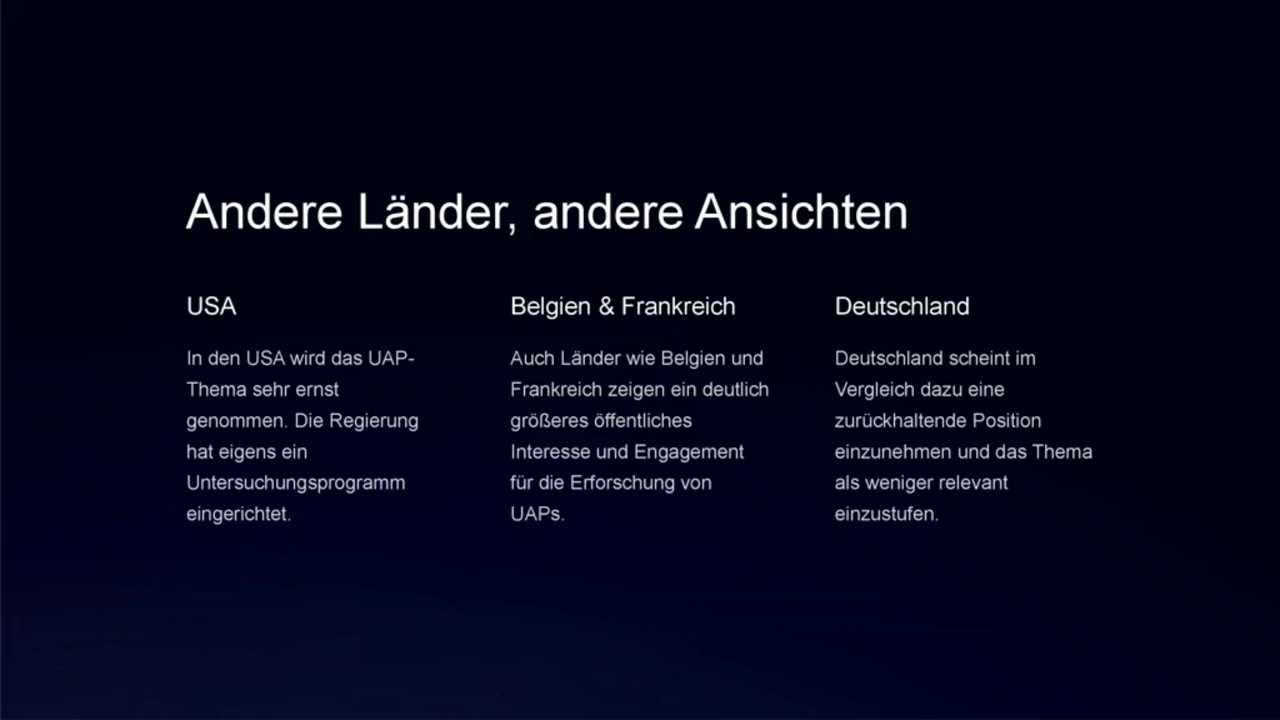 Andere Länder, andere Ansichten
USA
In den USA wird das UAP-
Thema sehr ernst
genommen. Die Regierung
hat eigens ein
Untersuchungsprogramm
eingerichtet.
Belgien & Frankreich
Auch Länder wie Belgien und
Frankreich zeigen ein deutlich
größeres öffentliches
Interesse und Engagement
für die Erforschung von
UAPs.
Deutschland
Deutschland scheint im
Vergleich dazu eine
zurückhaltende Position
einzunehmen und das Thema
als weniger relevant
einzustufen.